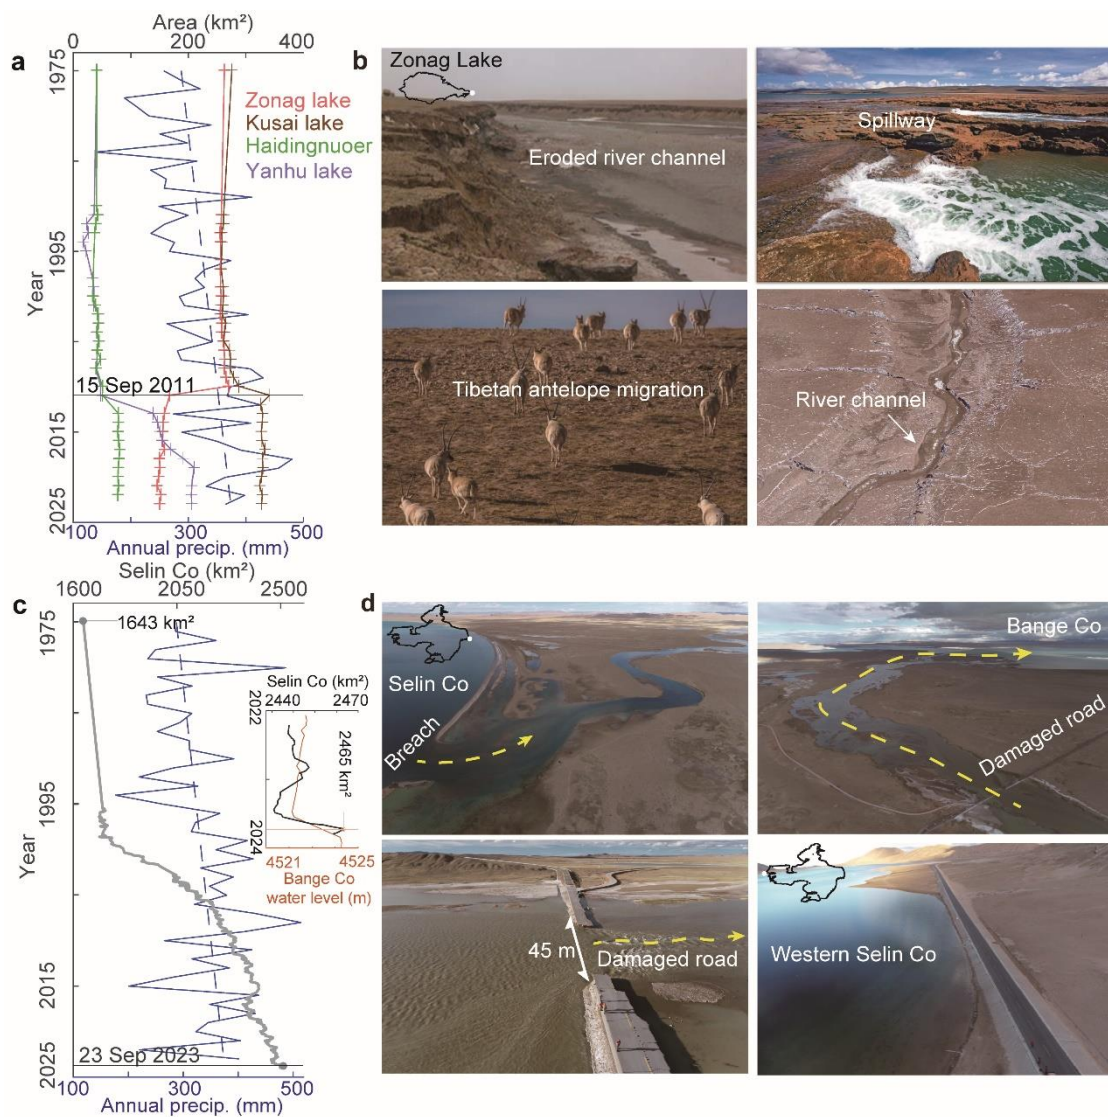 a
Area (km²)
0 200 400
1975
1995
2015
2025
Year
Zonag lake
Kusai lake
Haidingnuoer
Yanhu lake
15 Sep 2011
100 300 500
Annual precip. (mm)
b
Zonag Lake
Eroded river channel
Spillway
Tibetan antelope migration
River channel
c
Selin Co (km²)
1600 2050 2500
1975
1995
2015
2025
Year
1643 km²
Selin Co (km²)
2440 2470
2022
2024
2465 km²
4521 4525
Bange Co
water level (m)
23 Sep 2023
100 300 500
Annual precip. (mm)
d
Selin Co
Breach
Bange Co
Damaged road
45 m
Damaged road
Western Selin Co